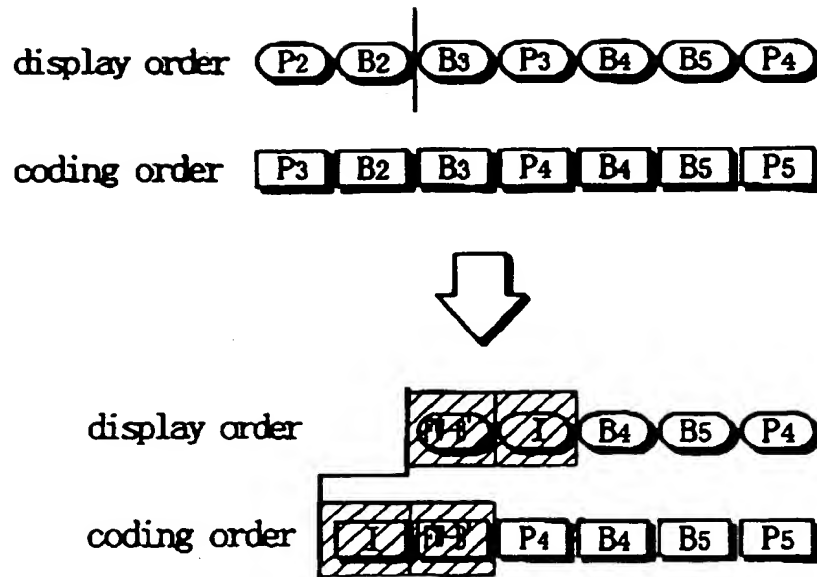 display order P2 B2 B3 P3 B4 B5 P4
coding order P3 B2 B3 P4 B4 B5 P5
display order I B4 B5 P4
coding order I P4 B4 B5 P5